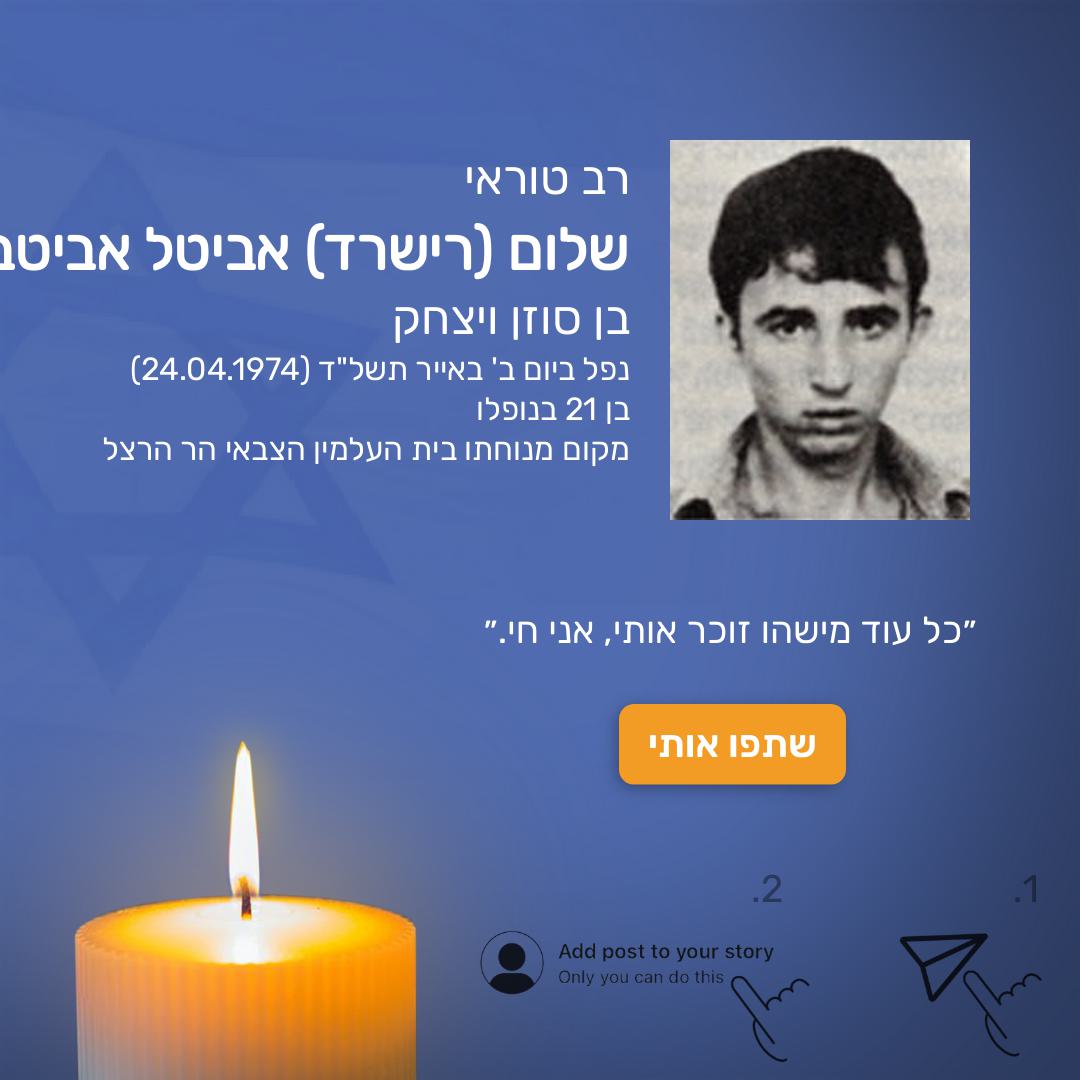 רב טוראי
שלום (רישרד) אביטל
בן סוזן ויצחק
נפל ביום ב' באייר תשל"ד (24.04.1974)
בן 21 בנופלו
מקום מנוחתו בית העלמין הצבאי הר הרצל
״כל עוד מישהו זוכר אותי, אני חי.״
שתפו אותי
1.
2.
Add post to your story
Only you can do this